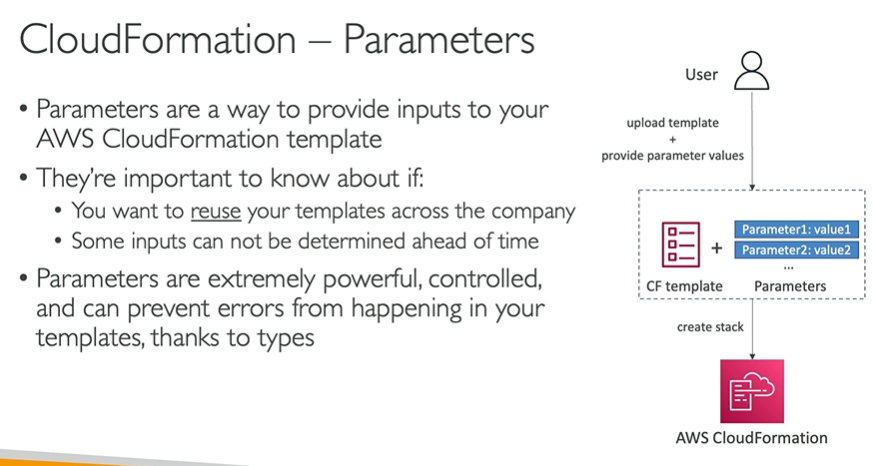 CloudFormation – Parameters
• Parameters are a way to provide inputs to your
AWS CloudFormation template
• They're important to know about if:
• You want to reuse your templates across the company
• Some inputs can not be determined ahead of time
• Parameters are extremely powerful, controlled,
and can prevent errors from happening in your
templates, thanks to types
User
upload template
+
provide parameter values
+
Parameter1: value1
Parameter2: value2
...
CF template
Parameters
create stack
AWS CloudFormation